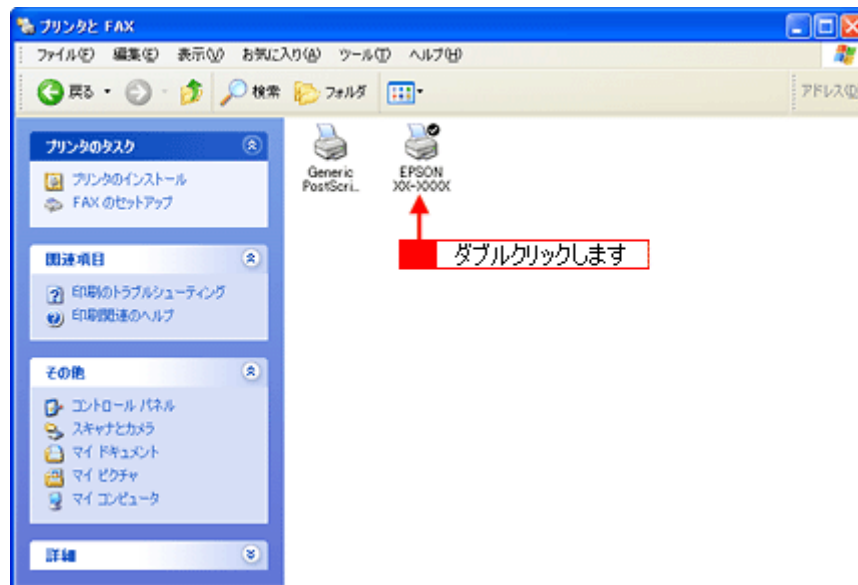 プリンタと FAX
ファイル(F) 編集(E) 表示(V) お気に入り(A) ツール(T) ヘルプ(H)
戻る 検索 フォルダ アドレス(D
プリンタのタスク
プリンタのインストール
FAX のセットアップ
関連項目
印刷のトラブルシューティング
印刷関連のヘルプ
その他
コントロール パネル
スキャナとカメラ
マイ ドキュメント
マイ ピクチャ
マイ コンピュータ
詳細
Generic
PostScri...
EPSON
XX-XXXX
ダブルクリックします